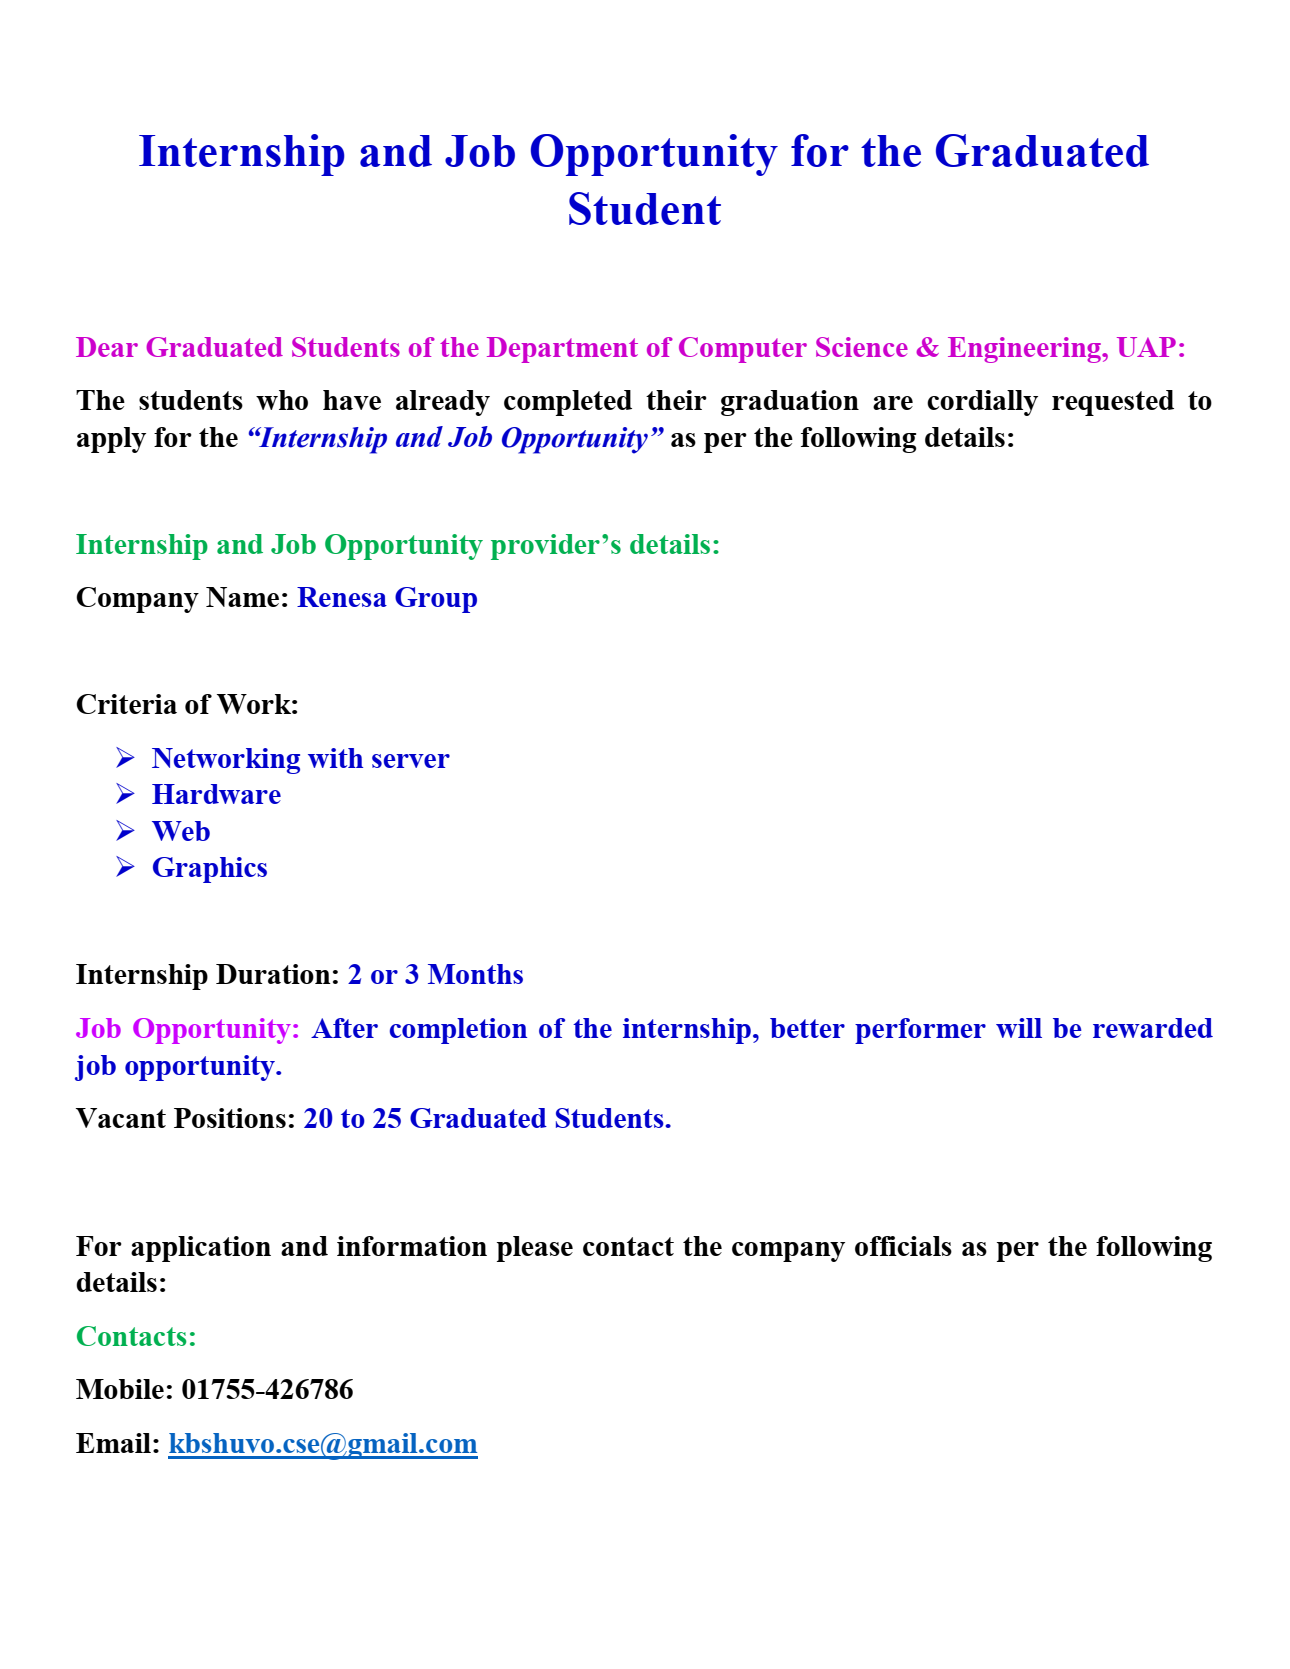 Internship and Job Opportunity for the Graduated
Student
Dear Graduated Students of the Department of Computer Science & Engineering, UAP:
The students who have already completed their graduation are cordially requested to
apply for the “Internship and Job Opportunity” as per the following details:
Internship and Job Opportunity provider’s details:
Company Name: Renesa Group
Criteria of Work:
➢ Networking with server
➢ Hardware
➢ Web
➢ Graphics
Internship Duration: 2 or 3 Months
Job Opportunity: After completion of the internship, better performer will be rewarded
job opportunity.
Vacant Positions: 20 to 25 Graduated Students.
For application and information please contact the company officials as per the following
details:
Contacts:
Mobile: 01755-426786
Email: kbshuvo.cse@gmail.com